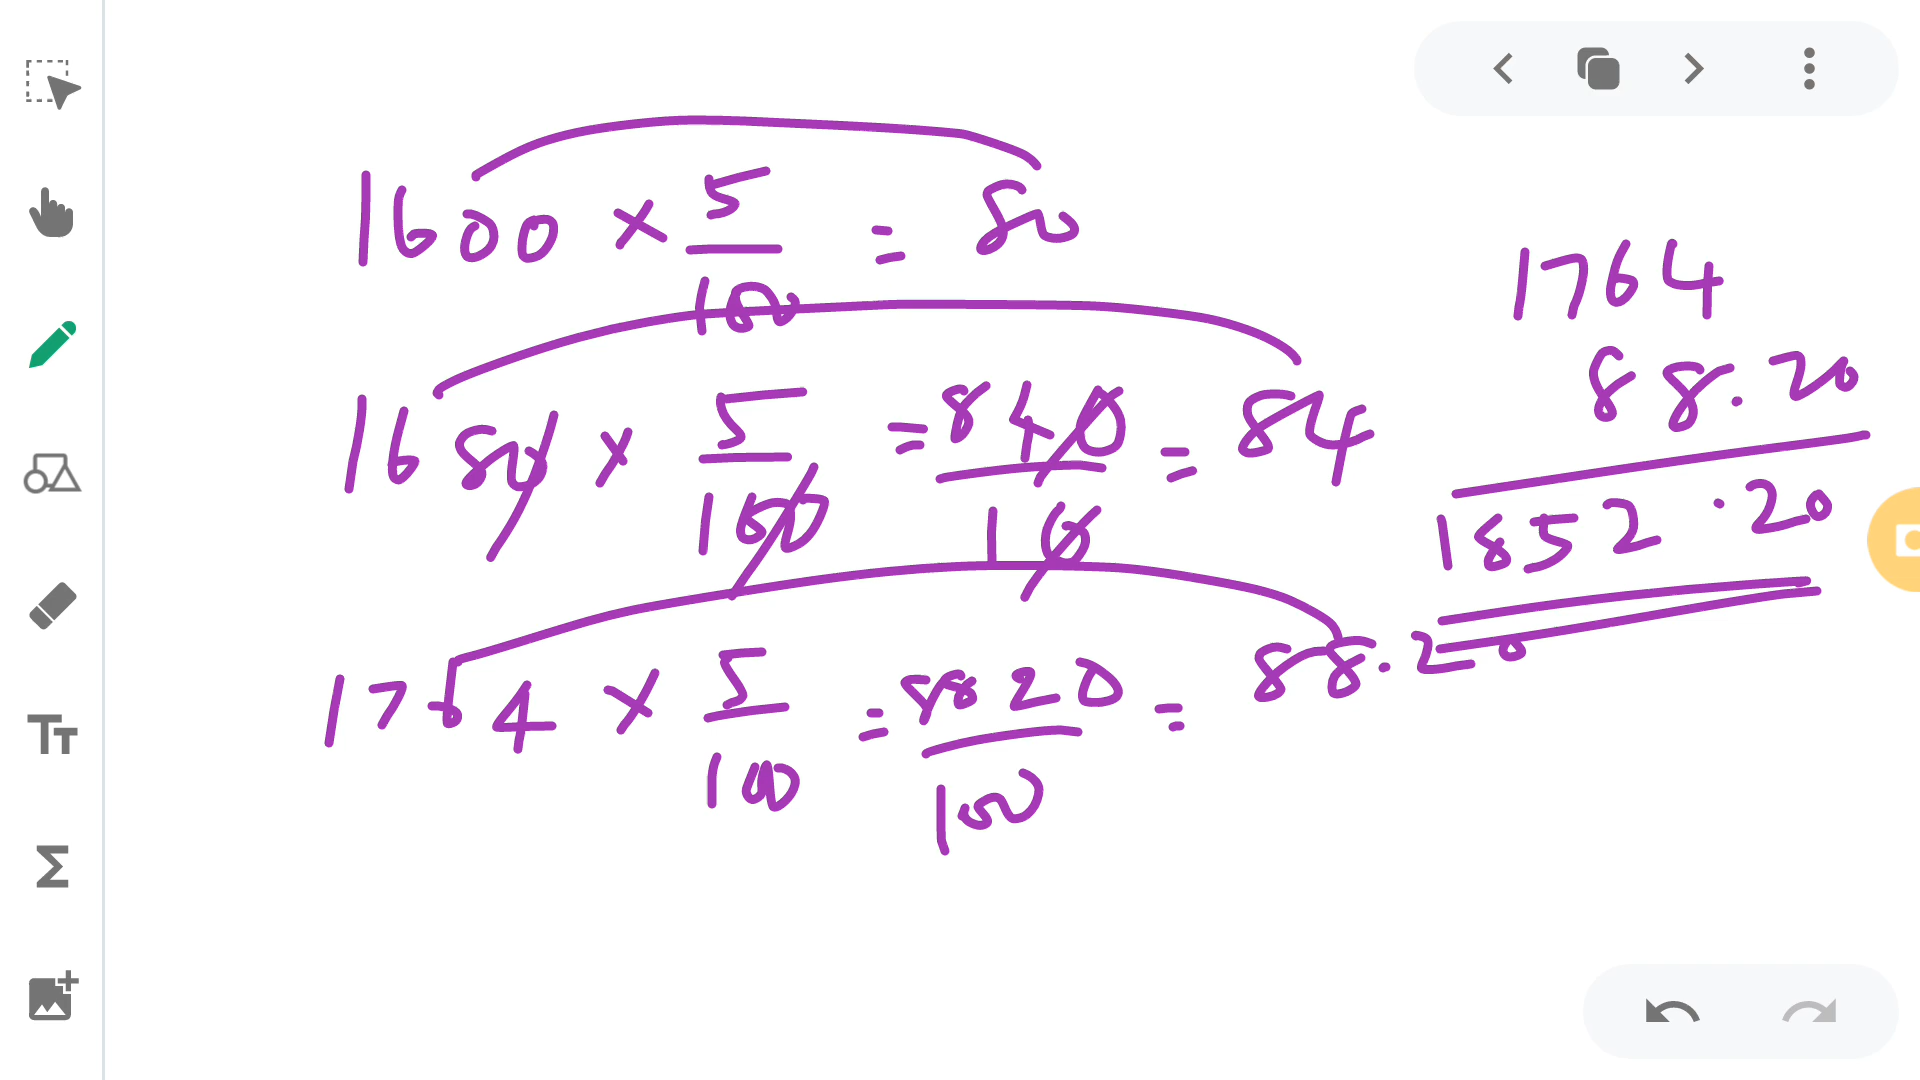 1600 × 5/100 = 80
1680 × 5/100 = 840/10 = 84
1764 × 5/100 = 8820/100 = 88.20
1764
88.20
1852.20
Tт
Σ